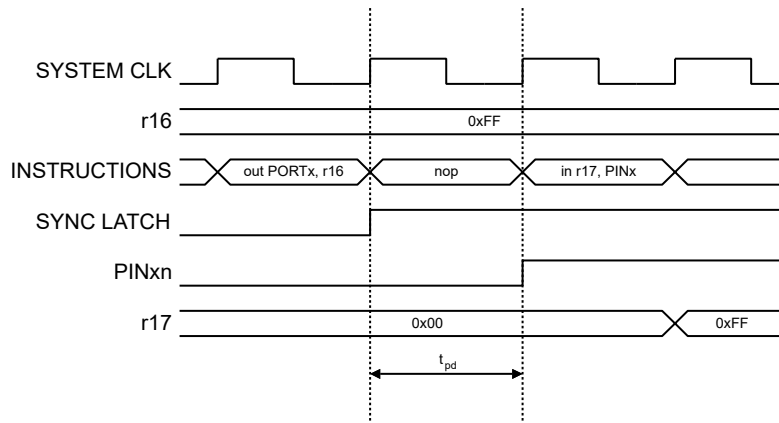 SYSTEM CLK
r16
0xFF
INSTRUCTIONS
out PORTx, r16
nop
in r17, PINx
SYNC LATCH
PINxn
r17
0x00
0xFF
tpd